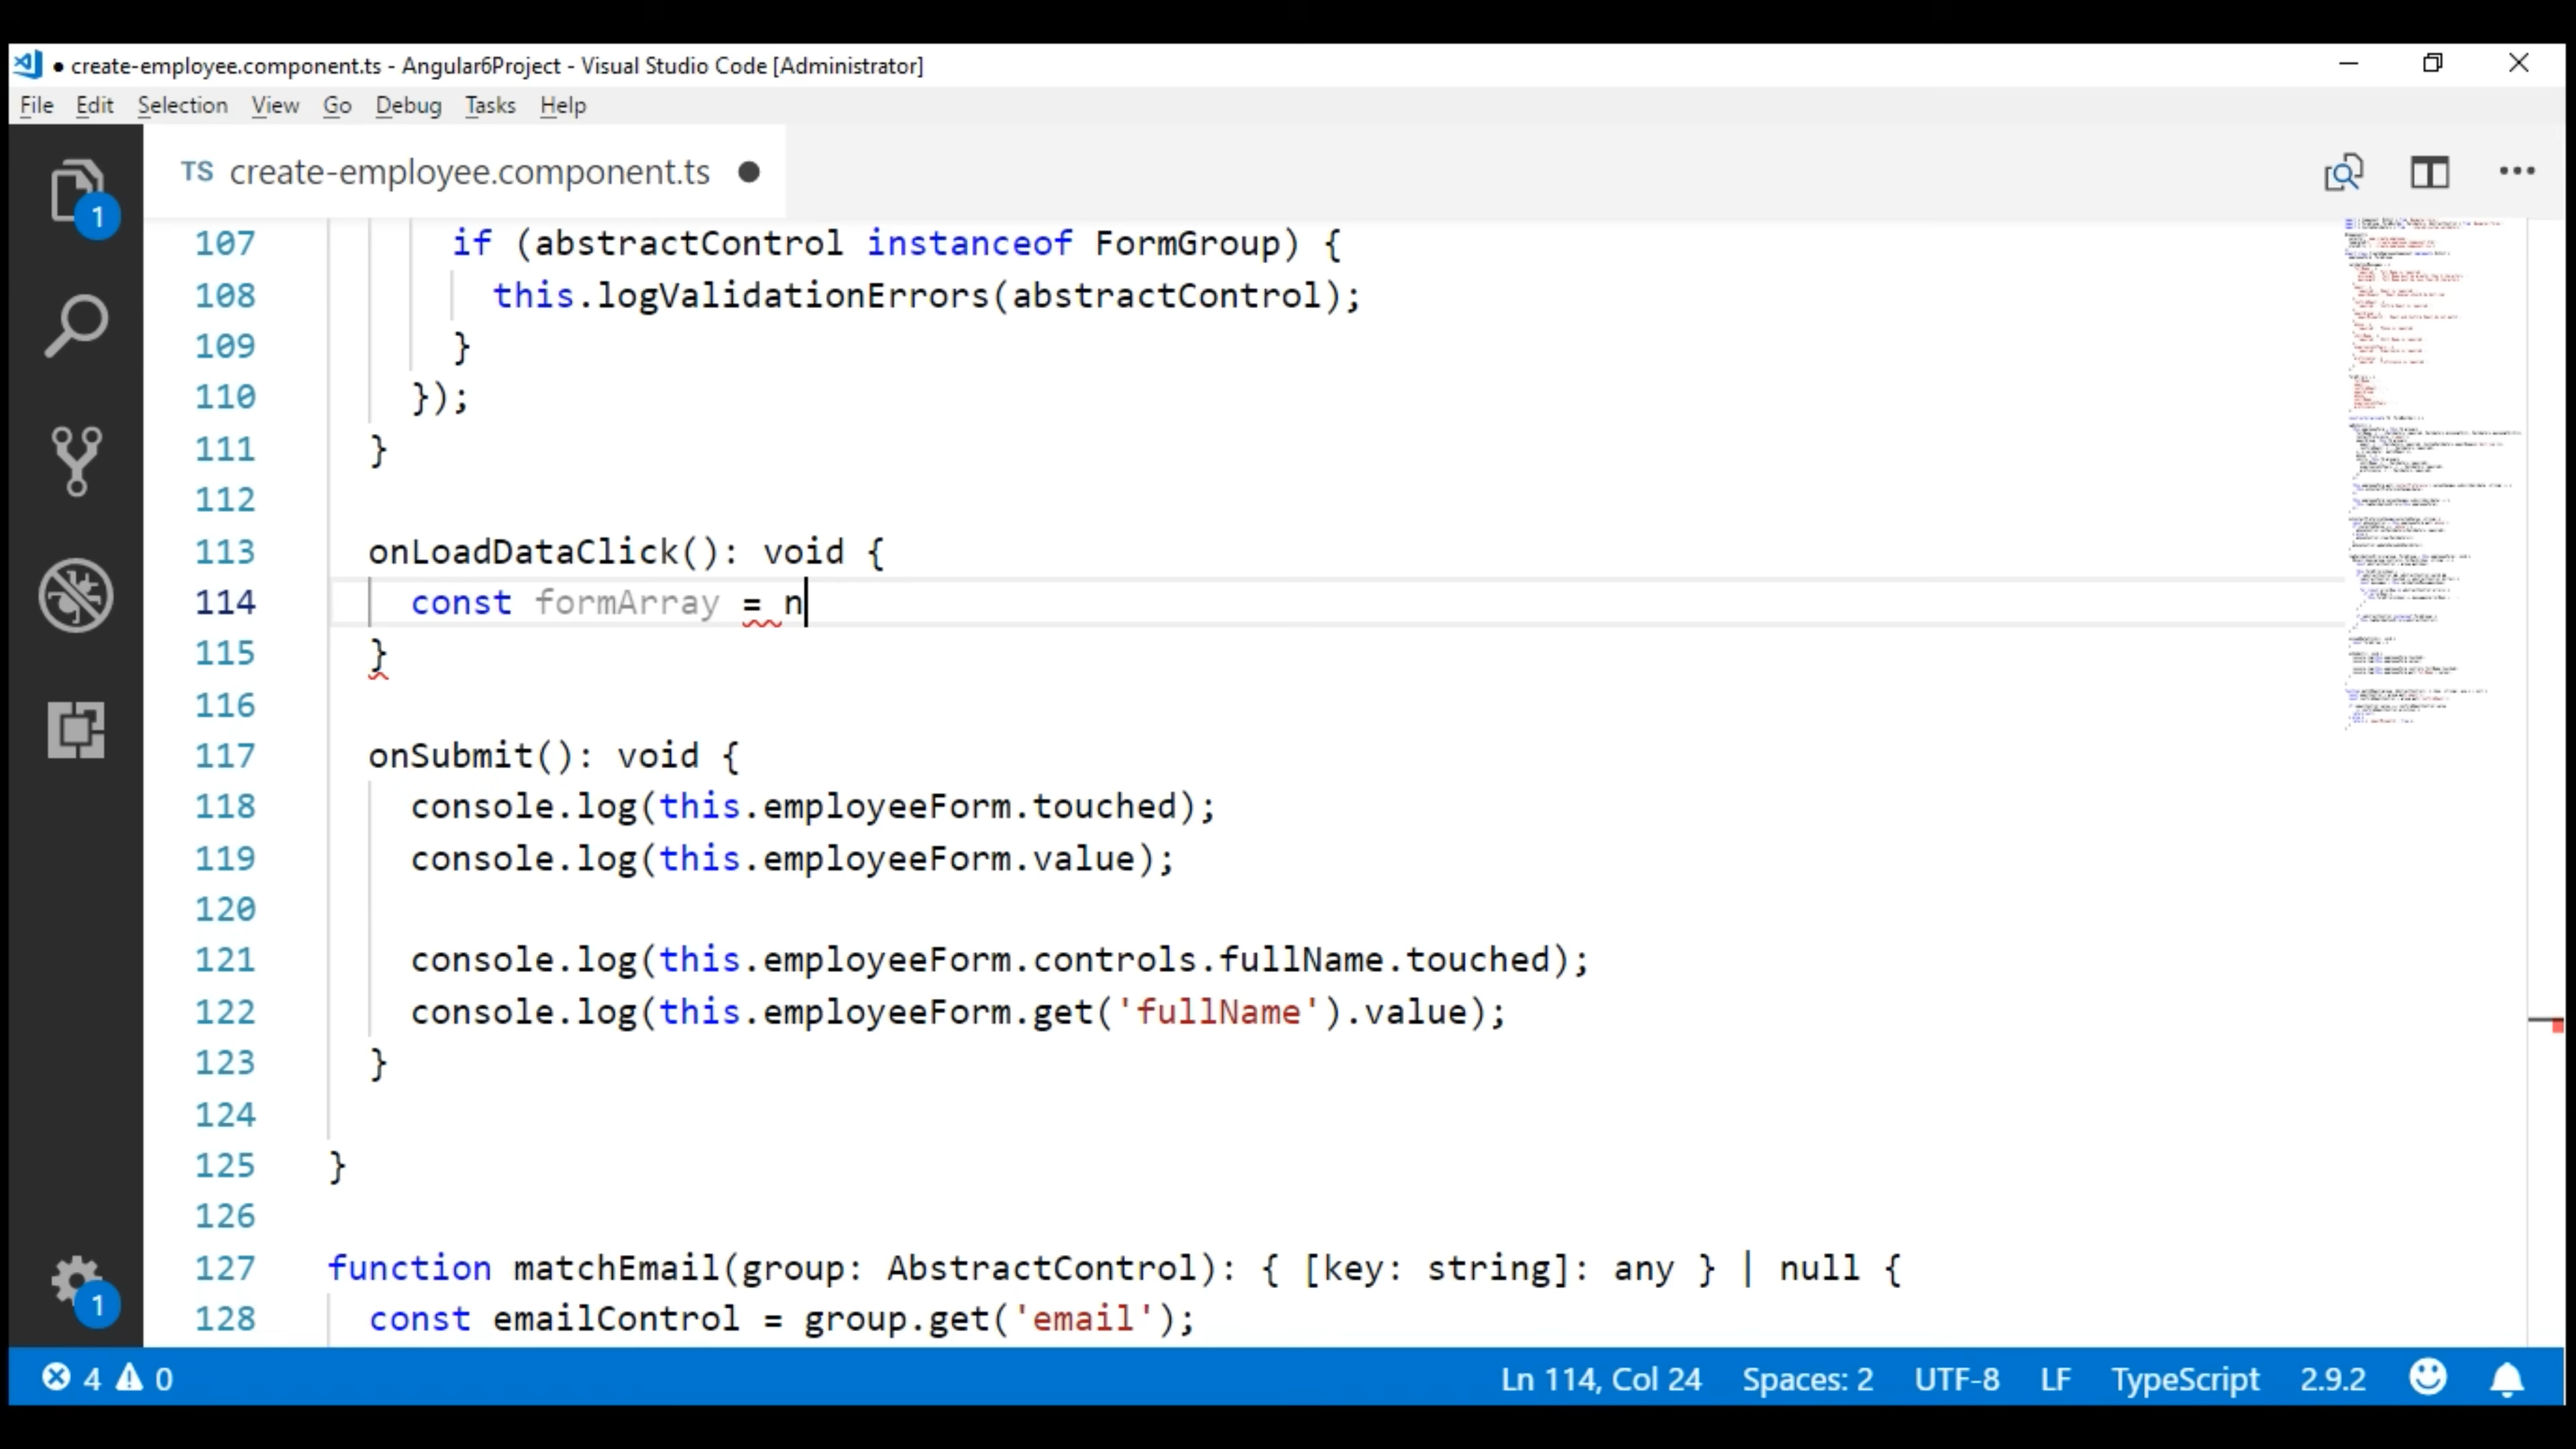 ● create-employee.component.ts - Angular6Project - Visual Studio Code [Administrator]
File Edit Selection View Go Debug Tasks Help
TS create-employee.component.ts ●
1
107 if (abstractControl instanceof FormGroup) {
108 this.logValidationErrors(abstractControl);
109 }
110 });
111 }
112
113 onLoadDataClick(): void {
114 const formArray = n
115 }
116
117 onSubmit(): void {
118 console.log(this.employeeForm.touched);
119 console.log(this.employeeForm.value);
120
121 console.log(this.employeeForm.controls.fullName.touched);
122 console.log(this.employeeForm.get('fullName').value);
123 }
124
125 }
126
127 function matchEmail(group: AbstractControl): { [key: string]: any } | null {
128 const emailControl = group.get('email');
1
4 0 Ln 114, Col 24 Spaces: 2 UTF-8 LF TypeScript 2.9.2